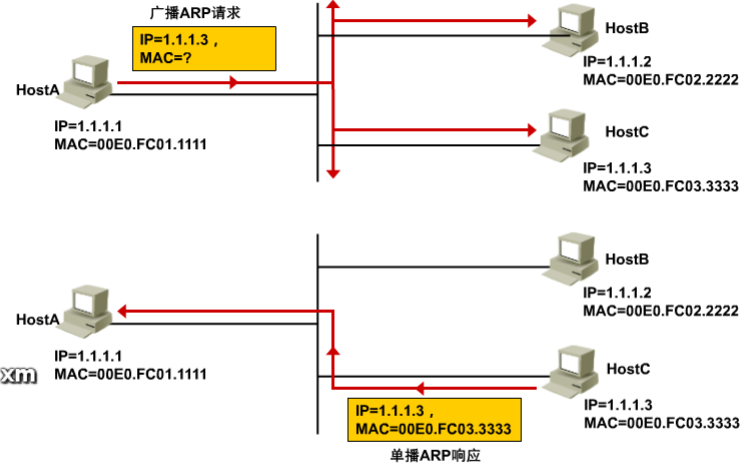 广播ARP请求
IP=1.1.1.3，
MAC=?
HostA
IP=1.1.1.1
MAC=00E0.FC01.1111
HostB
IP=1.1.1.2
MAC=00E0.FC02.2222
HostC
IP=1.1.1.3
MAC=00E0.FC03.3333
HostA
IP=1.1.1.1
MAC=00E0.FC01.1111
HostB
IP=1.1.1.2
MAC=00E0.FC02.2222
HostC
IP=1.1.1.3
MAC=00E0.FC03.3333
IP=1.1.1.3，
MAC=00E0.FC03.3333
单播ARP响应
xm